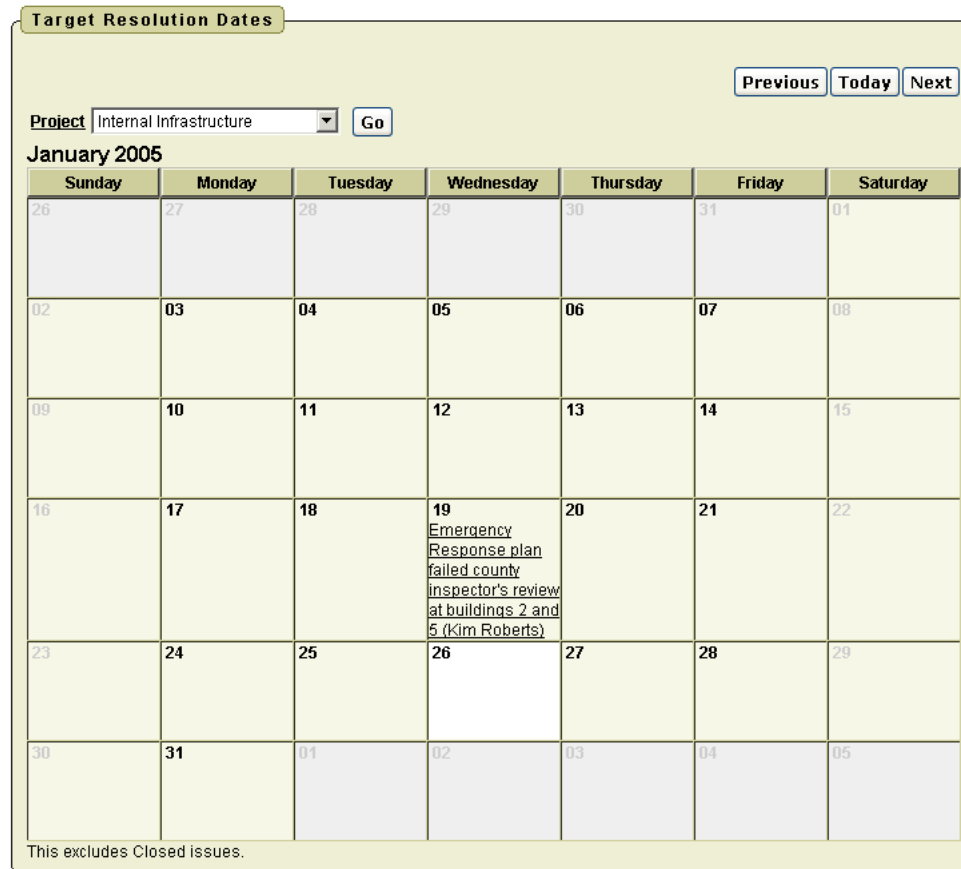 Target Resolution Dates
Previous Today Next
Project Internal Infrastructure Go
January 2005
Sunday Monday Tuesday Wednesday Thursday Friday Saturday
26 27 28 29 30 31 01
02 03 04 05 06 07 08
09 10 11 12 13 14 15
16 17 18 19 20 21 22
Emergency
Response plan
failed county
inspector's review
at buildings 2 and
5 (Kim Roberts)
23 24 25 26 27 28 29
30 31 01 02 03 04 05
This excludes Closed issues.